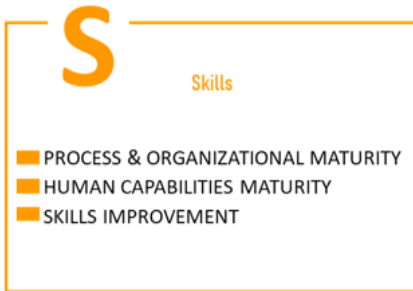 S
Skills
PROCESS & ORGANIZATIONAL MATURITY
HUMAN CAPABILITIES MATURITY
SKILLS IMPROVEMENT